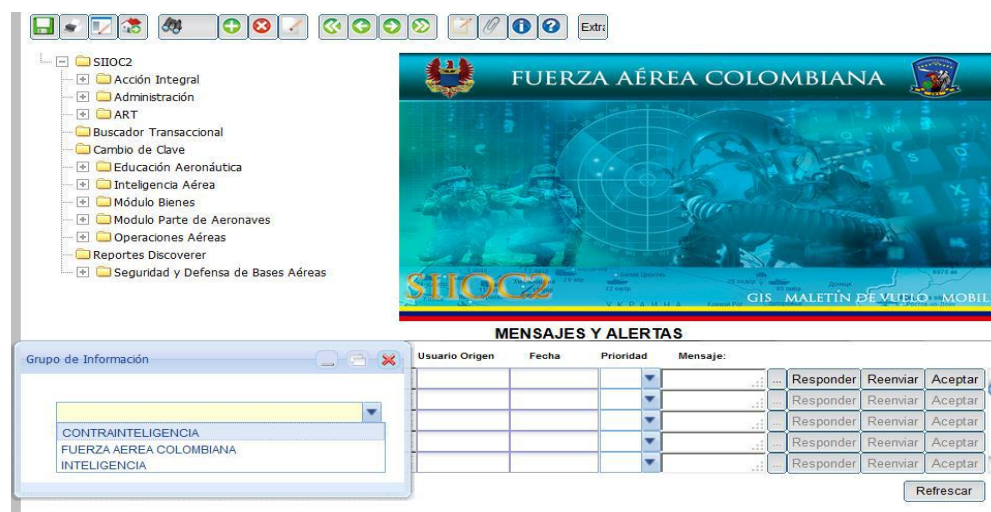 Extra
SIIOC2
Acción Integral
Administración
ART
Buscador Transaccional
Cambio de Clave
Educación Aeronáutica
Inteligencia Aérea
Módulo Bienes
Modulo Parte de Aeronaves
Operaciones Aéreas
Reportes Discoverer
Seguridad y Defensa de Bases Aéreas
FUERZA AÉREA COLOMBIANA
SIIOC2
GIS MALETÍN DE VUELO - MOBIL
MENSAJES Y ALERTAS
Grupo de Información
Usuario Origen Fecha Prioridad Mensaje:
... Responder Reenviar Aceptar
... Responder Reenviar Aceptar
... Responder Reenviar Aceptar
... Responder Reenviar Aceptar
... Responder Reenviar Aceptar
CONTRAINTELIGENCIA
FUERZA AEREA COLOMBIANA
INTELIGENCIA
Refrescar